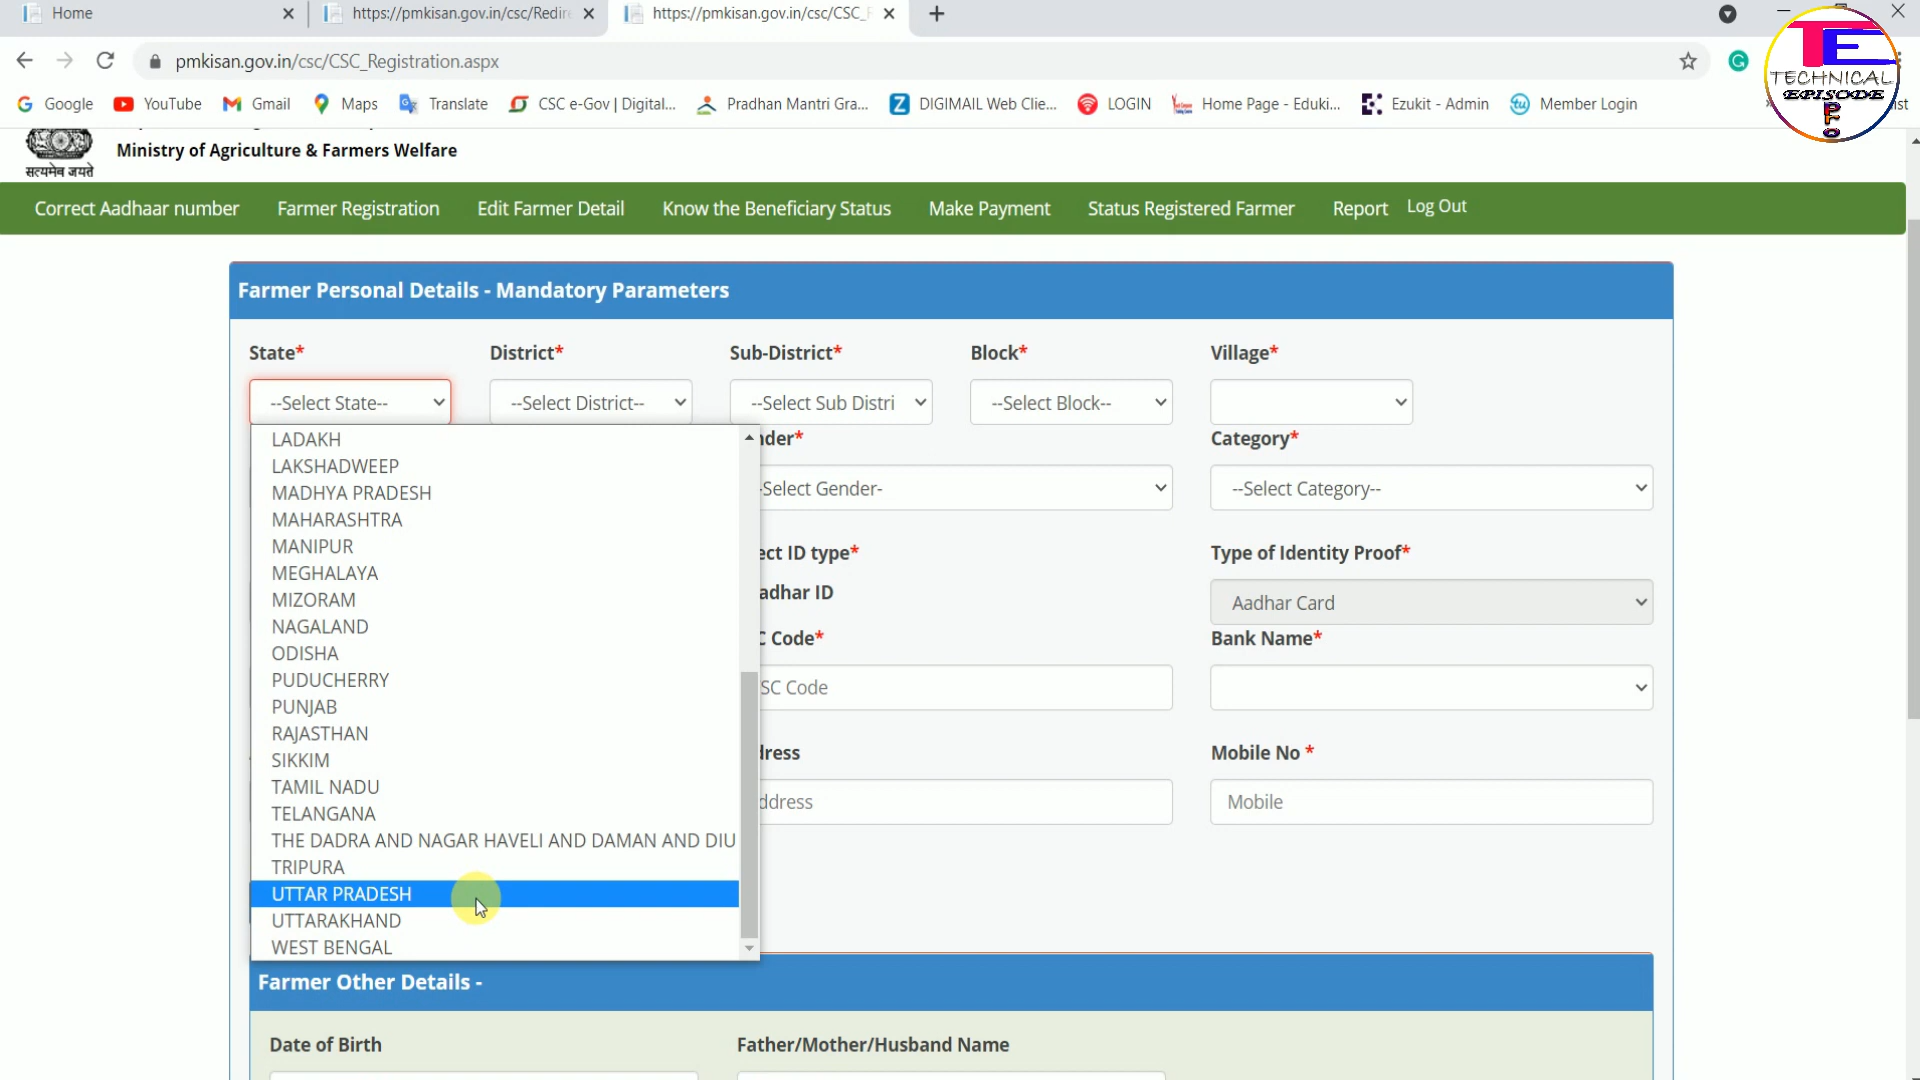 Home
https://pmkisan.gov.in/csc/Redire
https://pmkisan.gov.in/csc/CSC_
pmkisan.gov.in/csc/CSC_Registration.aspx
Google YouTube Gmail Maps Translate CSC e-Gov | Digital... Pradhan Mantri Gra... DIGIMAIL Web Clie... LOGIN Home Page - Eduki... Ezukit - Admin Member Login
TE
TECHNICAL
EPISODE
सत्यमेव जयते
Ministry of Agriculture & Farmers Welfare
Correct Aadhaar number Farmer Registration Edit Farmer Detail Know the Beneficiary Status Make Payment Status Registered Farmer Report Log Out
Farmer Personal Details - Mandatory Parameters
State* District* Sub-District* Block* Village*
--Select State-- --Select District-- --Select Sub Distri --Select Block--
LADAKH
nder* Category*
LAKSHADWEEP
-Select Gender- --Select Category--
MADHYA PRADESH
MAHARASHTRA
MANIPUR
ect ID type* Type of Identity Proof*
MEGHALAYA
adhar ID Aadhar Card
MIZORAM
NAGALAND
C Code* Bank Name*
ODISHA
PUDUCHERRY
SC Code
PUNJAB
RAJASTHAN
dress Mobile No *
SIKKIM
TAMIL NADU
ddress Mobile
TELANGANA
THE DADRA AND NAGAR HAVELI AND DAMAN AND DIU
TRIPURA
UTTAR PRADESH
UTTARAKHAND
WEST BENGAL
Farmer Other Details -
Date of Birth Father/Mother/Husband Name